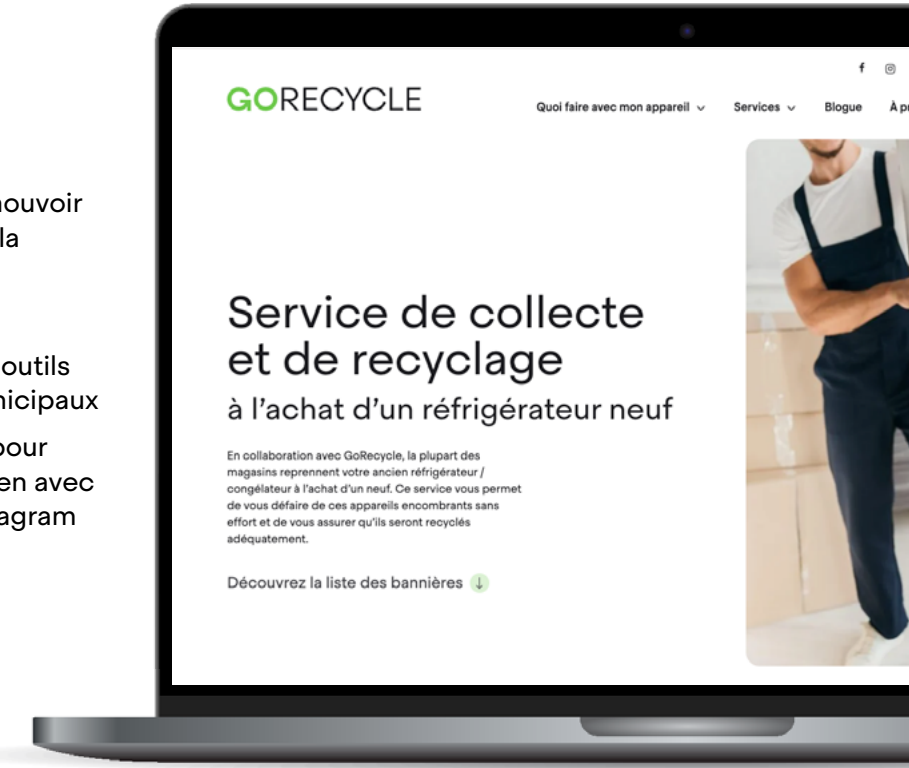 nouvoir
la
outils
nicipaux
pour
en avec
agram
GORECYCLE
Quoi faire avec mon appareil
Services
Blogue
À pr
Service de collecte
et de recyclage
à l’achat d’un réfrigérateur neuf
En collaboration avec GoRecycle, la plupart des
magasins reprennent votre ancien réfrigérateur /
congélateur à l’achat d’un neuf. Ce service vous permet
de vous défaire de ces appareils encombrants sans
effort et de vous assurer qu’ils seront recyclés
adéquatement.
Découvrez la liste des bannières